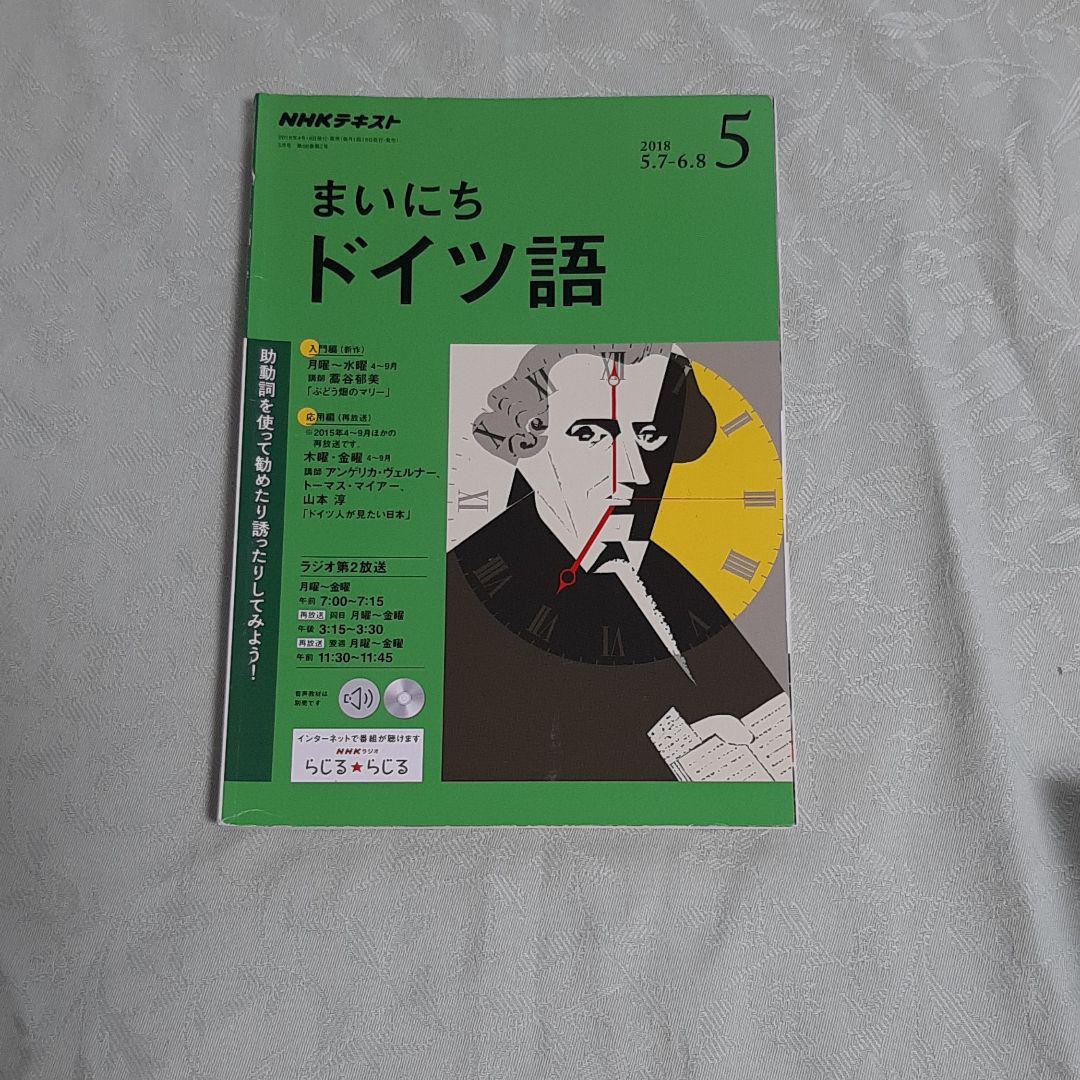 NHKテキスト
2018
5.7-6.8
5
まいにち
ドイツ語
助動詞を使って勧めたり誘ったりしてみよう!
入門編(新作)
月曜~水曜 4~9月
講師 藁谷郁美
「ぶどう畑のマリー」
応用編(再放送)
※2015年4~9月ほかの
再放送です。
木曜・金曜 4~9月
講師 アンゲリカ・ヴェルナー、
トーマス・マイアー、
山本 淳
「ドイツ人が見たい日本」
ラジオ第2放送
月曜~金曜
午前 7:00~7:15
再放送 同日 月曜~金曜
午後 3:15~3:30
再放送 翌週 月曜~金曜
午前 11:30~11:45
音声教材は
別売です
インターネットで番組が聴けます
NHKラジオ
らじる★らじる
XI
XII
I
II
III
IIII
V
VI
VII
VIII
IX
X